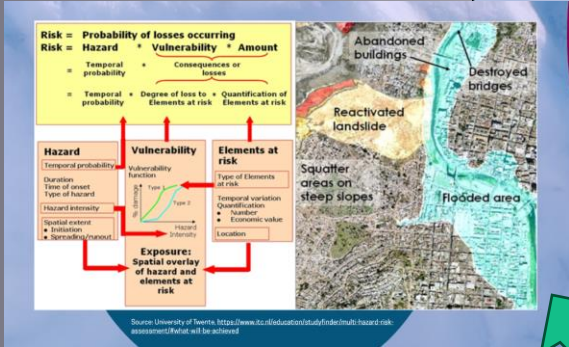 Risk = Probability of losses occurring
Risk = Hazard * Vulnerability * Amount
= Temporal probability * Consequences or losses
= Temporal probability * Degree of loss to Elements at risk * Quantification of Elements at risk
Hazard
Temporal probability
Duration
Time of onset
Type of hazard
Hazard intensity
Spatial extent
• Initiation
• Spreading/runout
Vulnerability
Vulnerability function
% damage
Type 1
Type 2
Hazard Intensity
Elements at risk
Type of Elements at risk
Temporal variation
Quantification
• Number
• Economic value
Location
Exposure:
Spatial overlay
of hazard and
elements at
risk
Abandoned
buildings
Destroyed
bridges
Reactivated
landslide
Squatter
areas on
steep slopes
Flooded area
Source: University of Twente, https://www.itc.nl/education/studyfinder/multi-hazard-risk-
assessment/#what-will-be-achieved